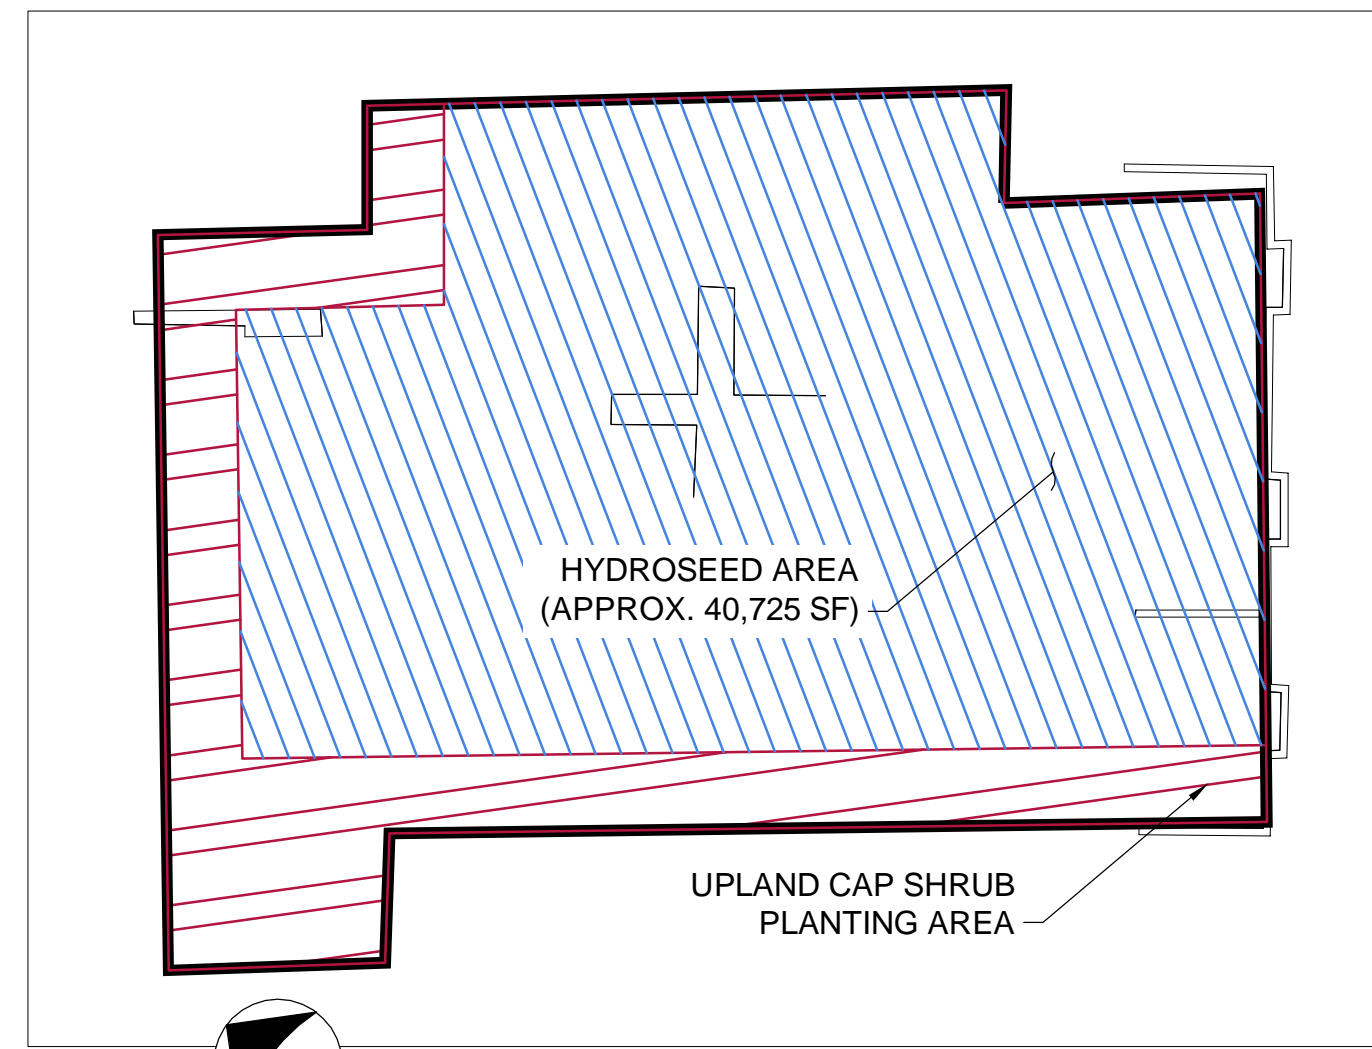 HYDROSEED AREA
(APPROX. 40,725 SF)
UPLAND CAP SHRUB
PLANTING AREA